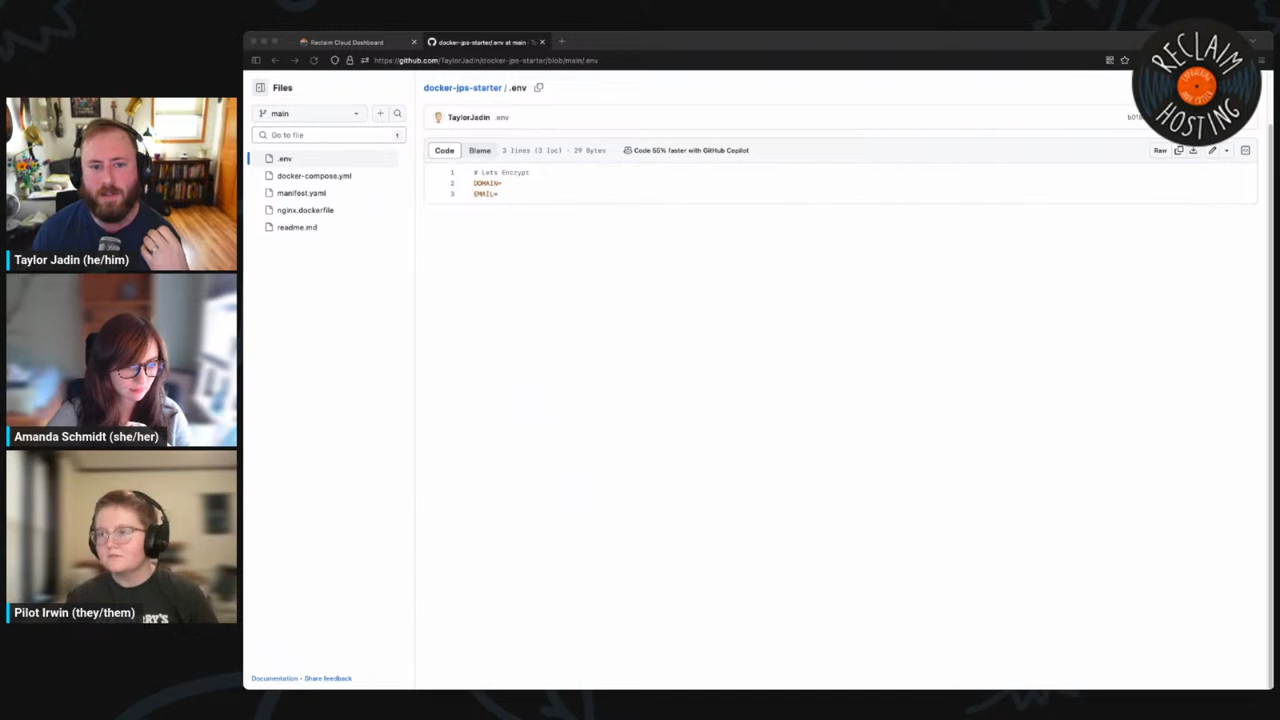 Reclaim Cloud Dashboard
docker-jps-starter/.env at main
https://github.com/TaylorJadin/docker-jps-starter/blob/main/.env
RECLAIM
HOSTING
Files
docker-jps-starter / .env
main
TaylorJadin .env
Go to file
Code Blame 3 lines (3 loc) · 29 Bytes Code 55% faster with GitHub Copilot Raw
.env
docker-compose.yml
manifest.yaml
nginx.dockerfile
readme.md
1 # Lets Encrypt
2 DOMAIN=
3 EMAIL=
Taylor Jadin (he/him)
Amanda Schmidt (she/her)
Pilot Irwin (they/them)
Documentation • Share feedback